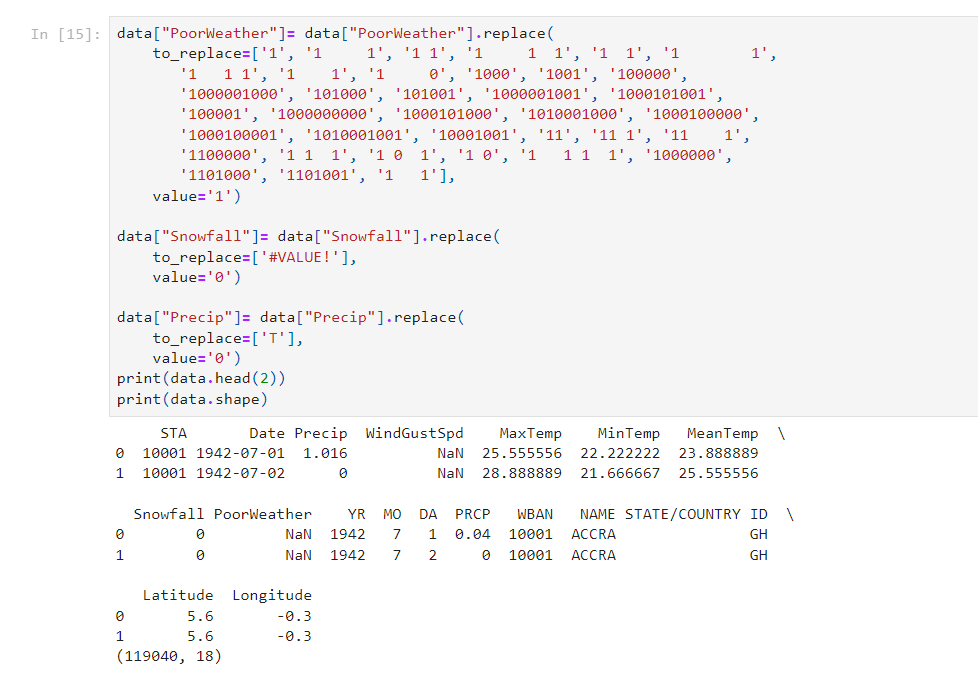 In [15]: data["PoorWeather"]= data["PoorWeather"].replace(
    to_replace=['1', '1     1', '1 1', '1     1  1', '1  1', '1        1',
       '1   1 1', '1    1', '1     0', '1000', '1001', '100000',
       '1000001000', '101000', '101001', '1000001001', '1000101001',
       '100001', '1000000000', '1000101000', '1010001000', '1000100000',
       '1000100001', '1010001001', '10001001', '11', '11 1', '11    1',
       '1100000', '1 1  1', '1 0  1', '1 0', '1   1 1  1', '1000000',
       '1101000', '1101001', '1   1'],
    value='1')

data["Snowfall"]= data["Snowfall"].replace(
    to_replace=['#VALUE!'],
    value='0')

data["Precip"]= data["Precip"].replace(
    to_replace=['T'],
    value='0')
print(data.head(2))
print(data.shape)
     STA       Date Precip  WindGustSpd    MaxTemp    MinTemp   MeanTemp  \
0  10001 1942-07-01  1.016          NaN  25.555556  22.222222  23.888889
1  10001 1942-07-02      0          NaN  28.888889  21.666667  25.555556

  Snowfall PoorWeather    YR  MO  DA  PRCP   WBAN   NAME STATE/COUNTRY ID  \
0        0         NaN  1942   7   1  0.04  10001  ACCRA               GH
1        0         NaN  1942   7   2     0  10001  ACCRA               GH

   Latitude  Longitude
0       5.6       -0.3
1       5.6       -0.3
(119040, 18)